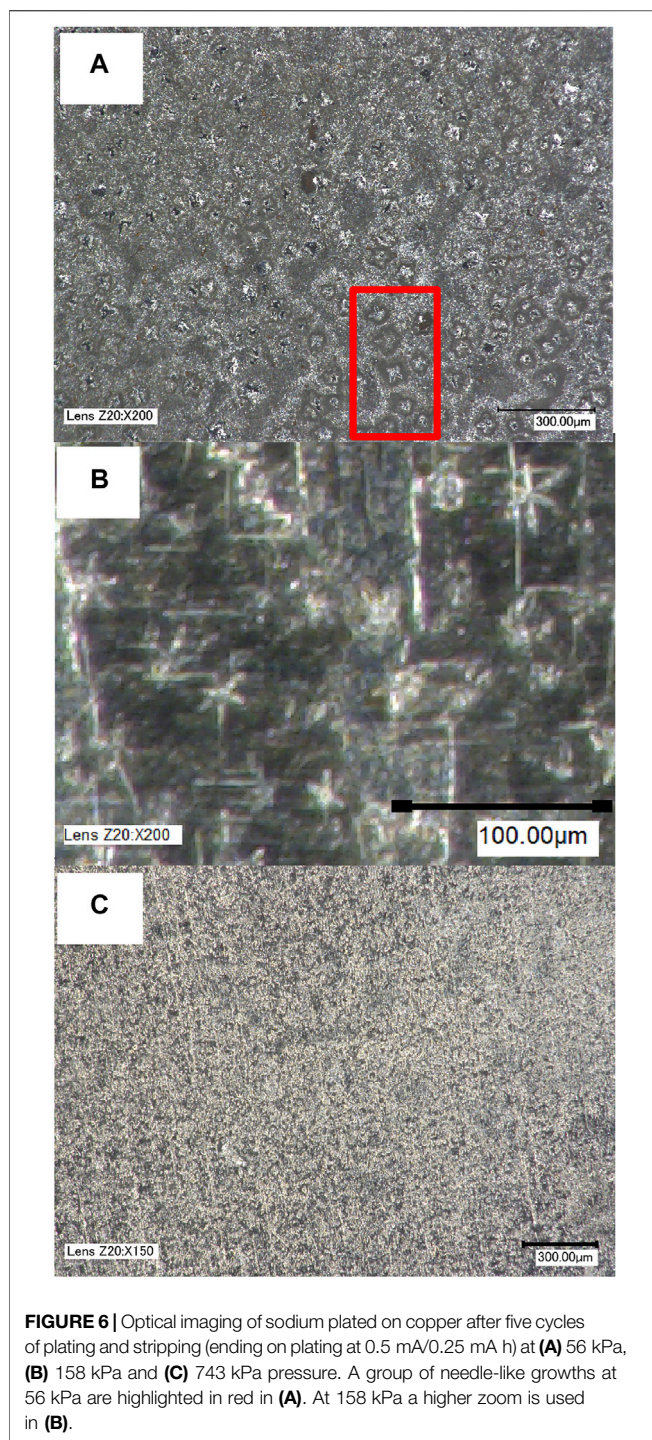 A
Lens Z20:X200
300.00µm
B
Lens Z20:X200
100.00µm
C
Lens Z20:X150
300.00µm
FIGURE 6 | Optical imaging of sodium plated on copper after five cycles
of plating and stripping (ending on plating at 0.5 mA/0.25 mA h) at (A) 56 kPa,
(B) 158 kPa and (C) 743 kPa pressure. A group of needle-like growths at
56 kPa are highlighted in red in (A). At 158 kPa a higher zoom is used
in (B).